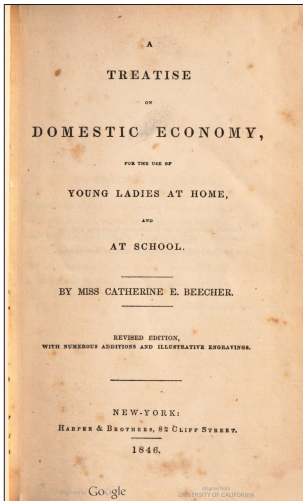 A
TREATISE
ON
DOMESTIC ECONOMY,
FOR THE USE OF
YOUNG LADIES AT HOME,
AND
AT SCHOOL.
BY MISS CATHERINE E. BEECHER.
REVISED EDITION,
WITH NUMEROUS ADDITIONS AND ILLUSTRATIVE ENGRAVINGS.
NEW-YORK:
HARPER & BROTHERS, 82 CLIFF STREET.
1846.
Google
Original from
UNIVERSITY OF CALIFORNIA